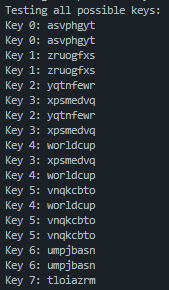 Testing all possible keys:
Key 0: asvphgyt
Key 0: asvphgyt
Key 1: zruogfxs
Key 1: zruogfxs
Key 2: yqtnfewr
Key 3: xpsmedvq
Key 2: yqtnfewr
Key 3: xpsmedvq
Key 4: worldcup
Key 3: xpsmedvq
Key 4: worldcup
Key 5: vnqkcbto
Key 4: worldcup
Key 5: vnqkcbto
Key 5: vnqkcbto
Key 6: umpjbasn
Key 6: umpjbasn
Key 7: tloiazrm